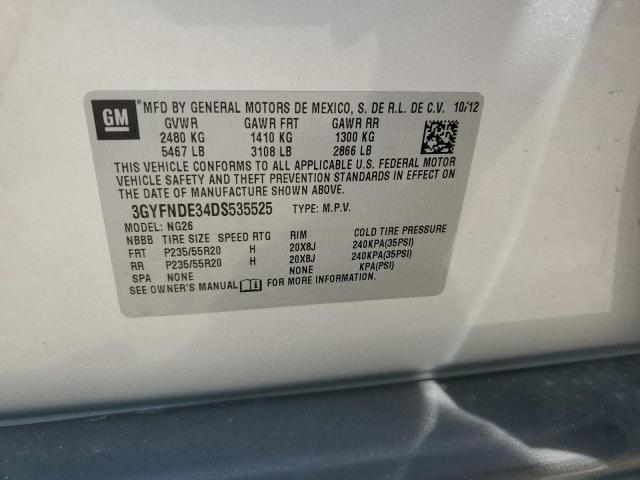 GM
MFD BY GENERAL MOTORS DE MEXICO, S. DE R.L. DE C.V. 10/12
GVWR GAWR FRT GAWR RR
2480 KG 1410 KG 1300 KG
5467 LB 3108 LB 2866 LB
THIS VEHICLE CONFORMS TO ALL APPLICABLE U.S. FEDERAL MOTOR
VEHICLE SAFETY AND THEFT PREVENTION STANDARDS IN EFFECT ON
THE DATE OF MANUFACTURE SHOWN ABOVE.
3GYFNDE34DS535525 TYPE: M.P.V.
MODEL: NG26
NBBB TIRE SIZE SPEED RTG RIM COLD TIRE PRESSURE
FRT P235/55R20 H 20X8J 240KPA(35PSI)
RR P235/55R20 H 20X8J 240KPA(35PSI)
SPA NONE NONE KPA(PSI)
SEE OWNER'S MANUAL FOR MORE INFORMATION.